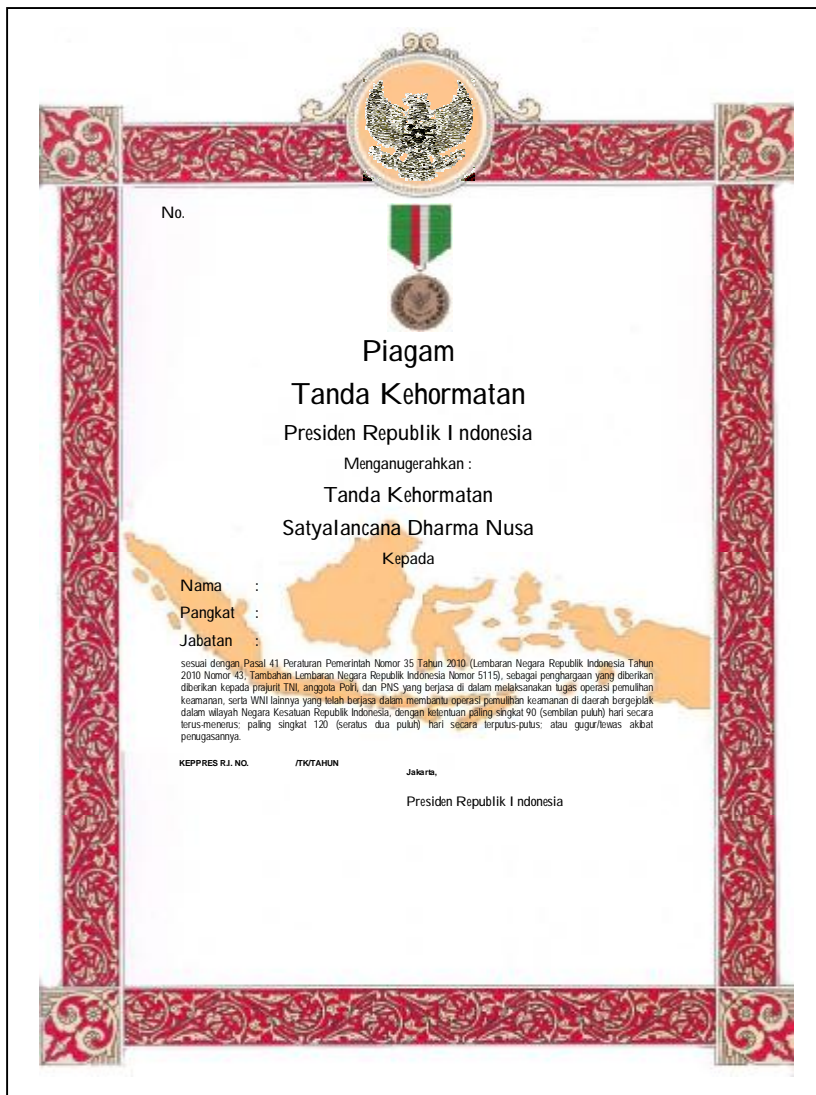 No.
Piagam
Tanda Kehormatan
Presiden Republik Indonesia
Menganugerahkan :
Tanda Kehormatan
Satyalancana Dharma Nusa
Kepada
Nama :
Pangkat :
Jabatan :
sesuai dengan Pasal 41 Peraturan Pemerintah Nomor 35 Tahun 2010 (Lembaran Negara Republik Indonesia Tahun
2010 Nomor 43, Tambahan Lembaran Negara Republik Indonesia Nomor 5115), sebagai penghargaan yang diberikan
diberikan kepada prajurit TNI, anggota Polri, dan PNS yang berjasa di dalam melaksanakan tugas operasi pemulihan
keamanan, serta WNI lainnya yang telah berjasa dalam membantu operasi pemulihan keamanan di daerah bergejolak
dalam wilayah Negara Kesatuan Republik Indonesia, dengan ketentuan paling singkat 90 (sembilan puluh) hari secara
terus-menerus; paling singkat 120 (seratus dua puluh) hari secara terputus-putus; atau gugur/tewas akibat
penugasannya.
KEPPRES R.I. NO. /TK/TAHUN
Jakarta,
Presiden Republik Indonesia